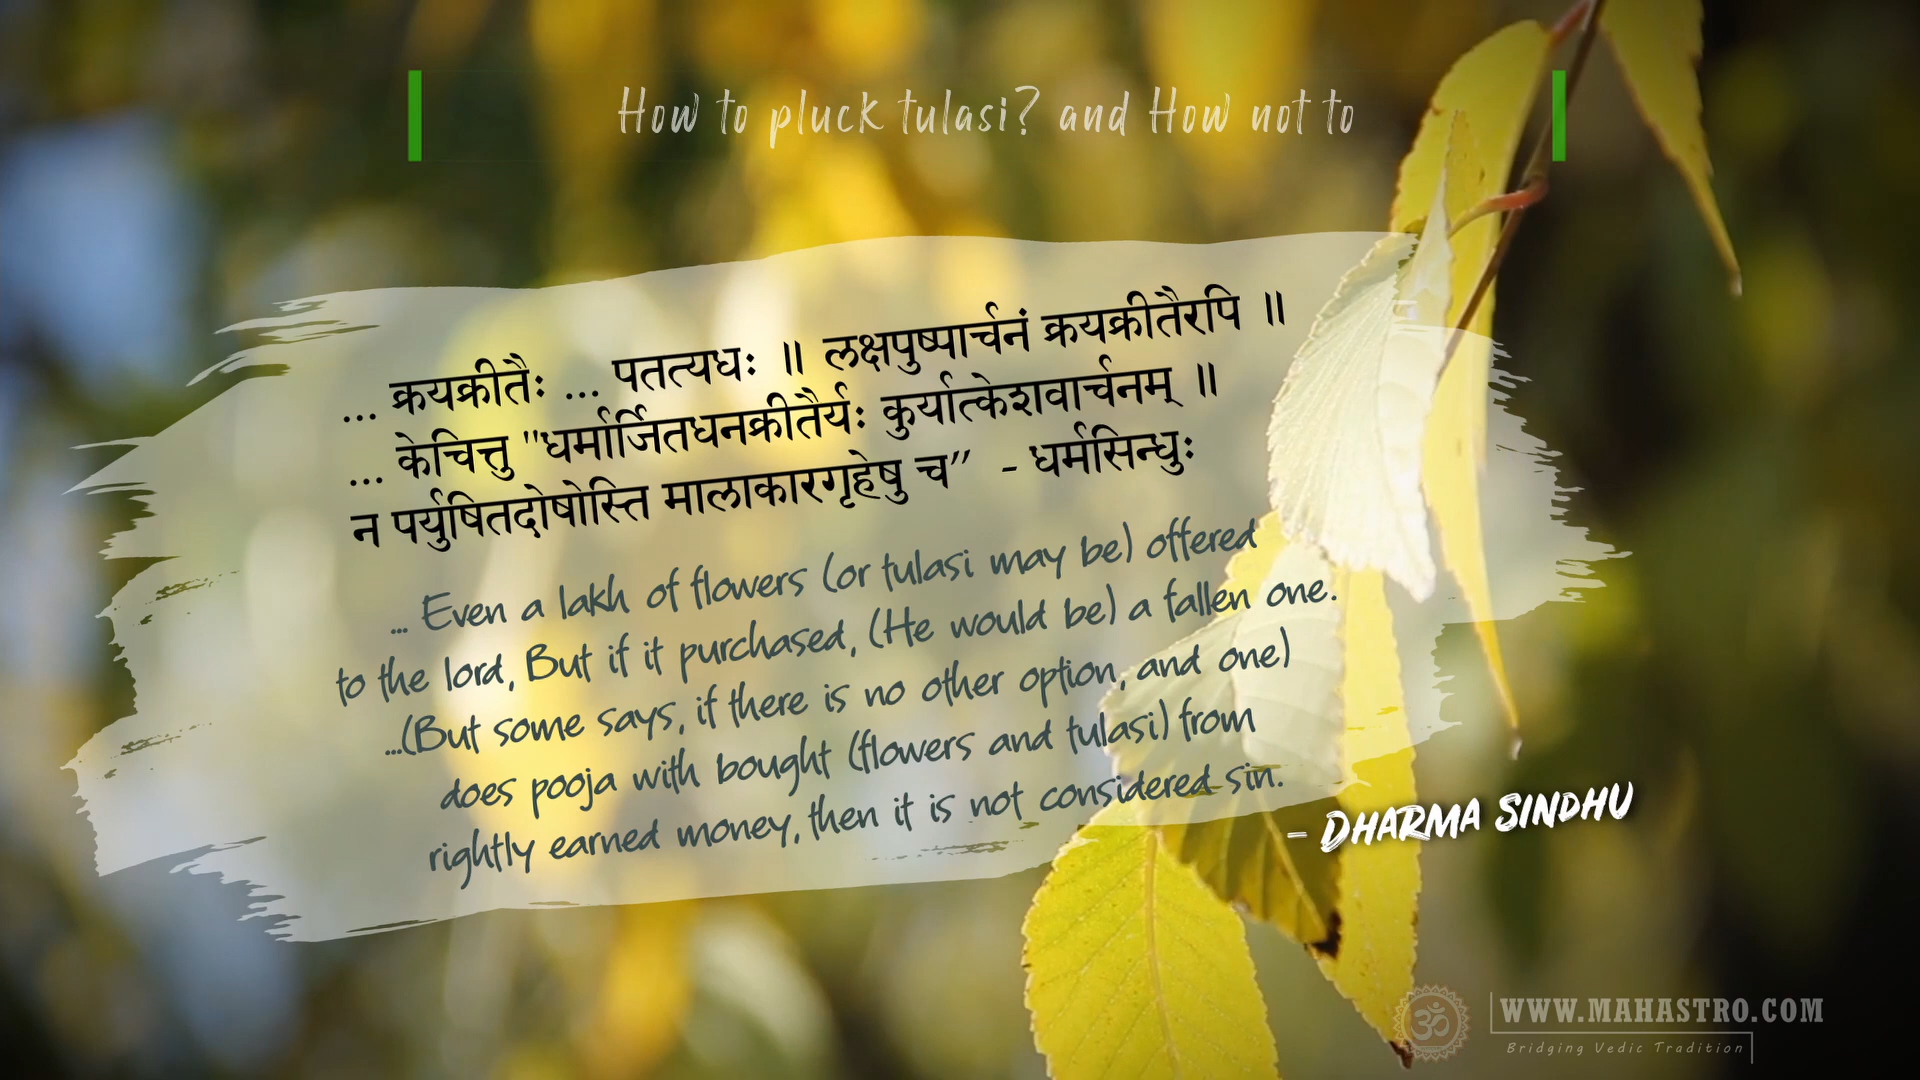 How to pluck tulasi? and How not to
... क्रयक्रीतैः ... पतत्यधः ॥ लक्षपुष्पार्चनं क्रयक्रीतैरपि ॥
... केचित्तु "धर्मार्जितधनक्रीतैर्यः कुर्यात्केशवार्चनम् ॥
न पर्युषितदोषोस्ति मालाकारगृहेषु च” - धर्मसिन्धुः
... Even a lakh of flowers (or tulasi may be) offered
to the lord, But if it purchased, (He would be) a fallen one.
...(But some says, if there is no other option, and one)
does pooja with bought (flowers and tulasi) from
rightly earned money, then it is not considered sin.
- DHARMA SINDHU
ॐ
WWW.MAHASTRO.COM
Bridging Vedic Tradition